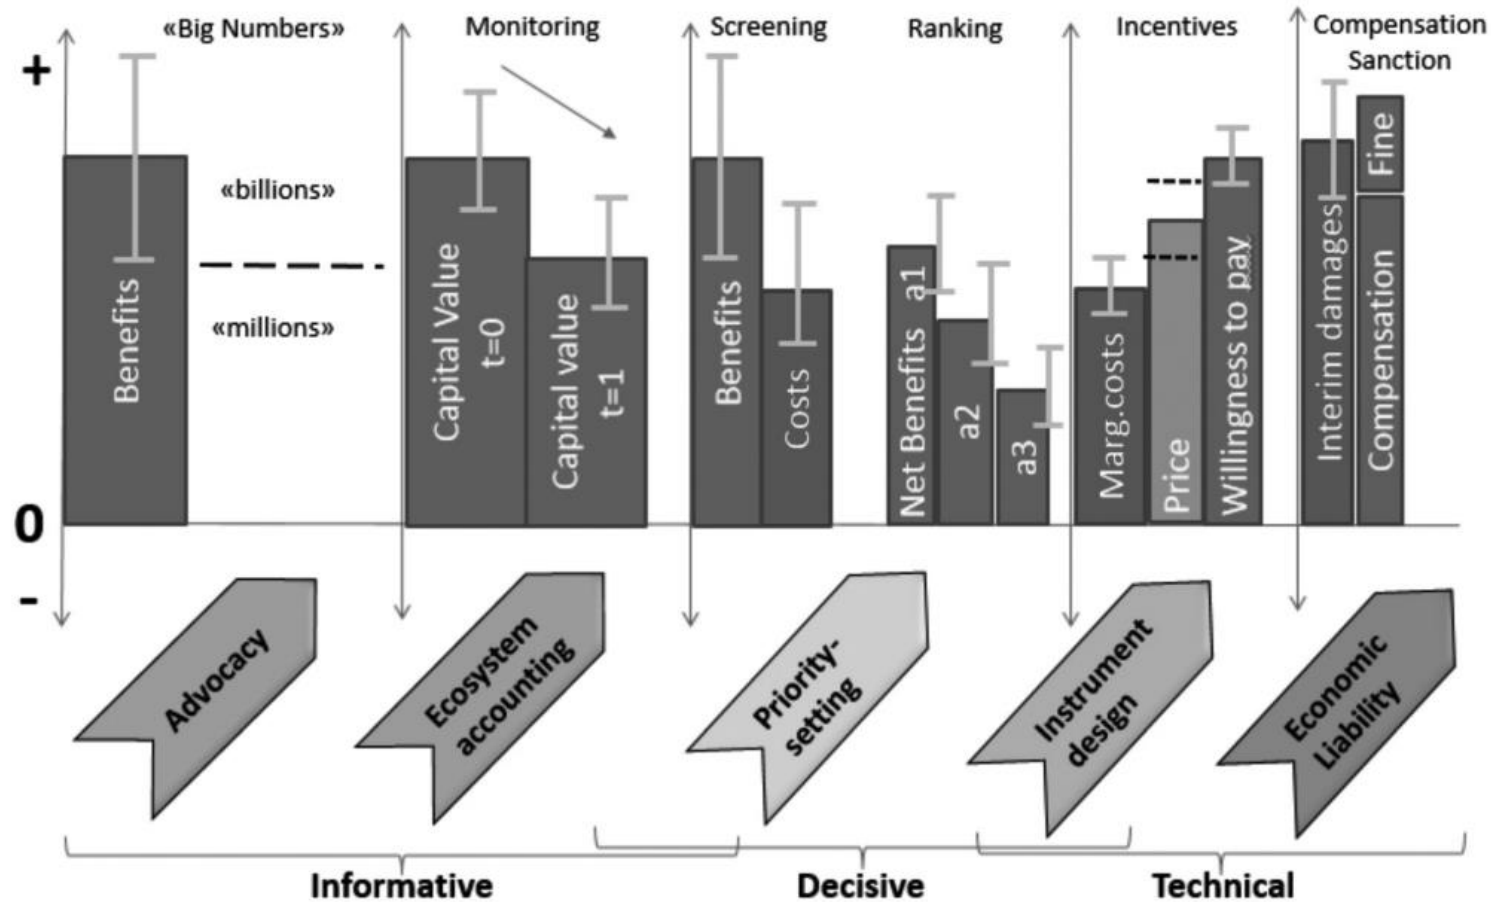 «Big Numbers»
Monitoring
Screening
Ranking
Incentives
Compensation
Sanction
+
0
-
Benefits
«billions»
«millions»
Capital Value
t=0
Capital value
t=1
Benefits
Costs
Net Benefits a1
a2
a3
Marg.costs
Price
Willingness to pay
Interim damages
Fine
Compensation
Advocacy
Ecosystem
accounting
Priority-
setting
Instrument
design
Economic
Liability
Informative
Decisive
Technical